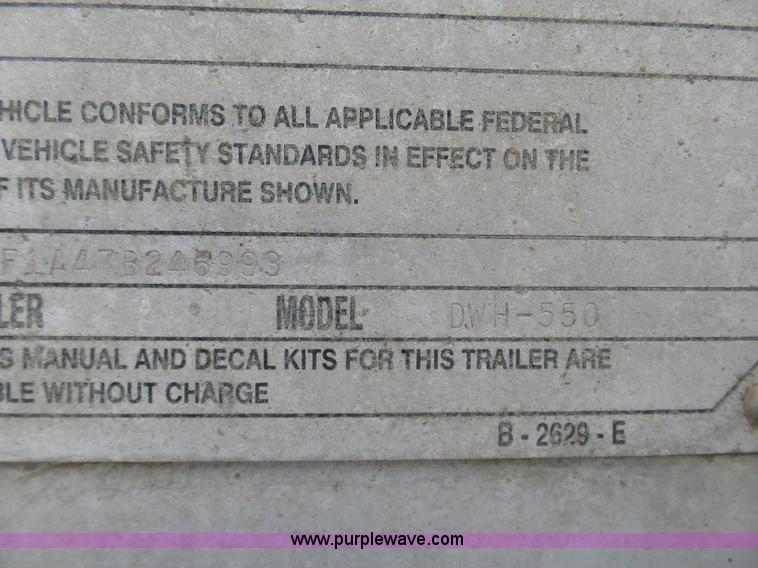 HICLE CONFORMS TO ALL APPLICABLE FEDERAL
VEHICLE SAFETY STANDARDS IN EFFECT ON THE
F ITS MANUFACTURE SHOWN.
F1A47B246993
LER MODEL DWH-550
S MANUAL AND DECAL KITS FOR THIS TRAILER ARE
BLE WITHOUT CHARGE
B - 2629 - E
www.purplewave.com